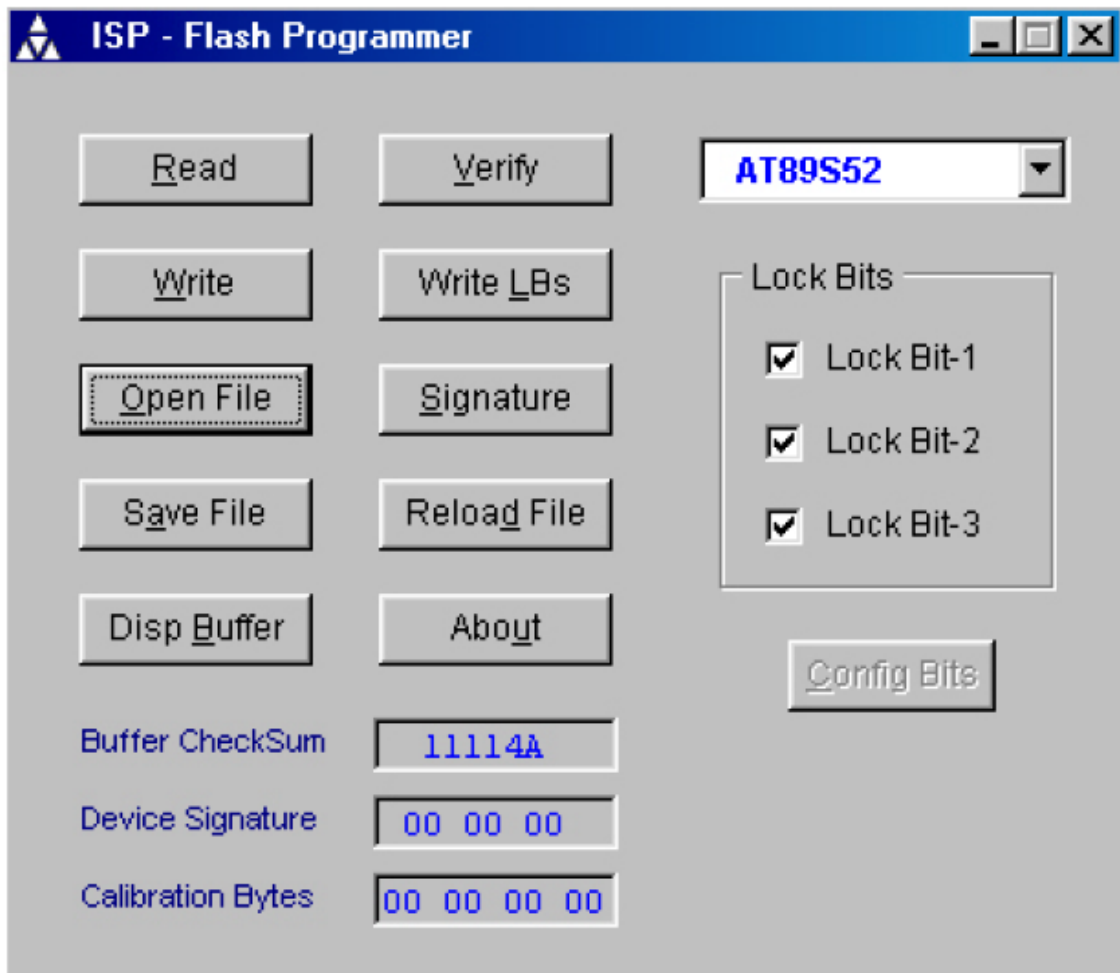 ISP - Flash Programmer
Read
Verify
AT89S52
Write
Write LBs
Lock Bits
Lock Bit-1
Open File
Signature
Lock Bit-2
Save File
Reload File
Lock Bit-3
Disp Buffer
About
Config Bits
Buffer CheckSum
11114A
Device Signature
00 00 00
Calibration Bytes
00 00 00 00